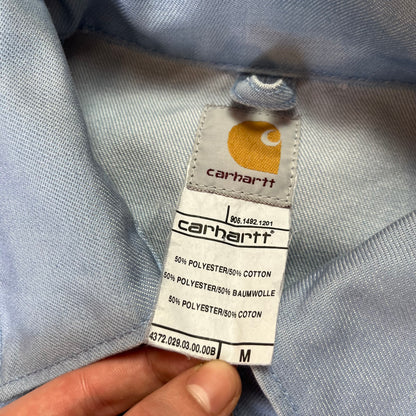 carhartt
905.1492.1201
carhartt
50% POLYESTER/50% COTTON
50% POLYESTER/50% BAUMWOLLE
50% POLYESTER/50% COTON
4372.029.03.00.00B M